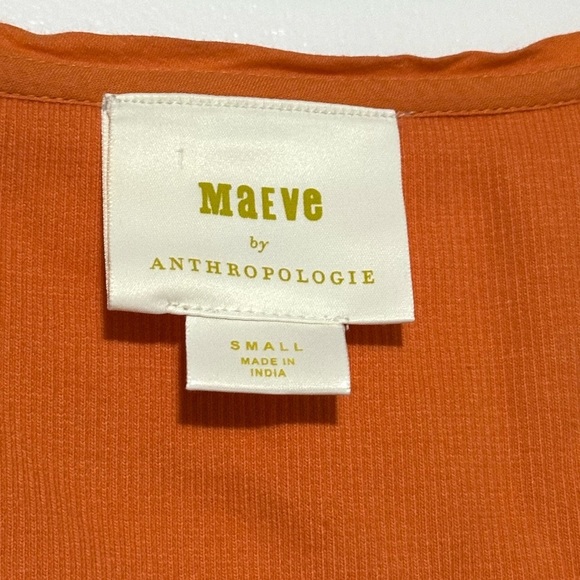 MaEve
by
ANTHROPOLOGIE
SMALL
MADE IN
INDIA